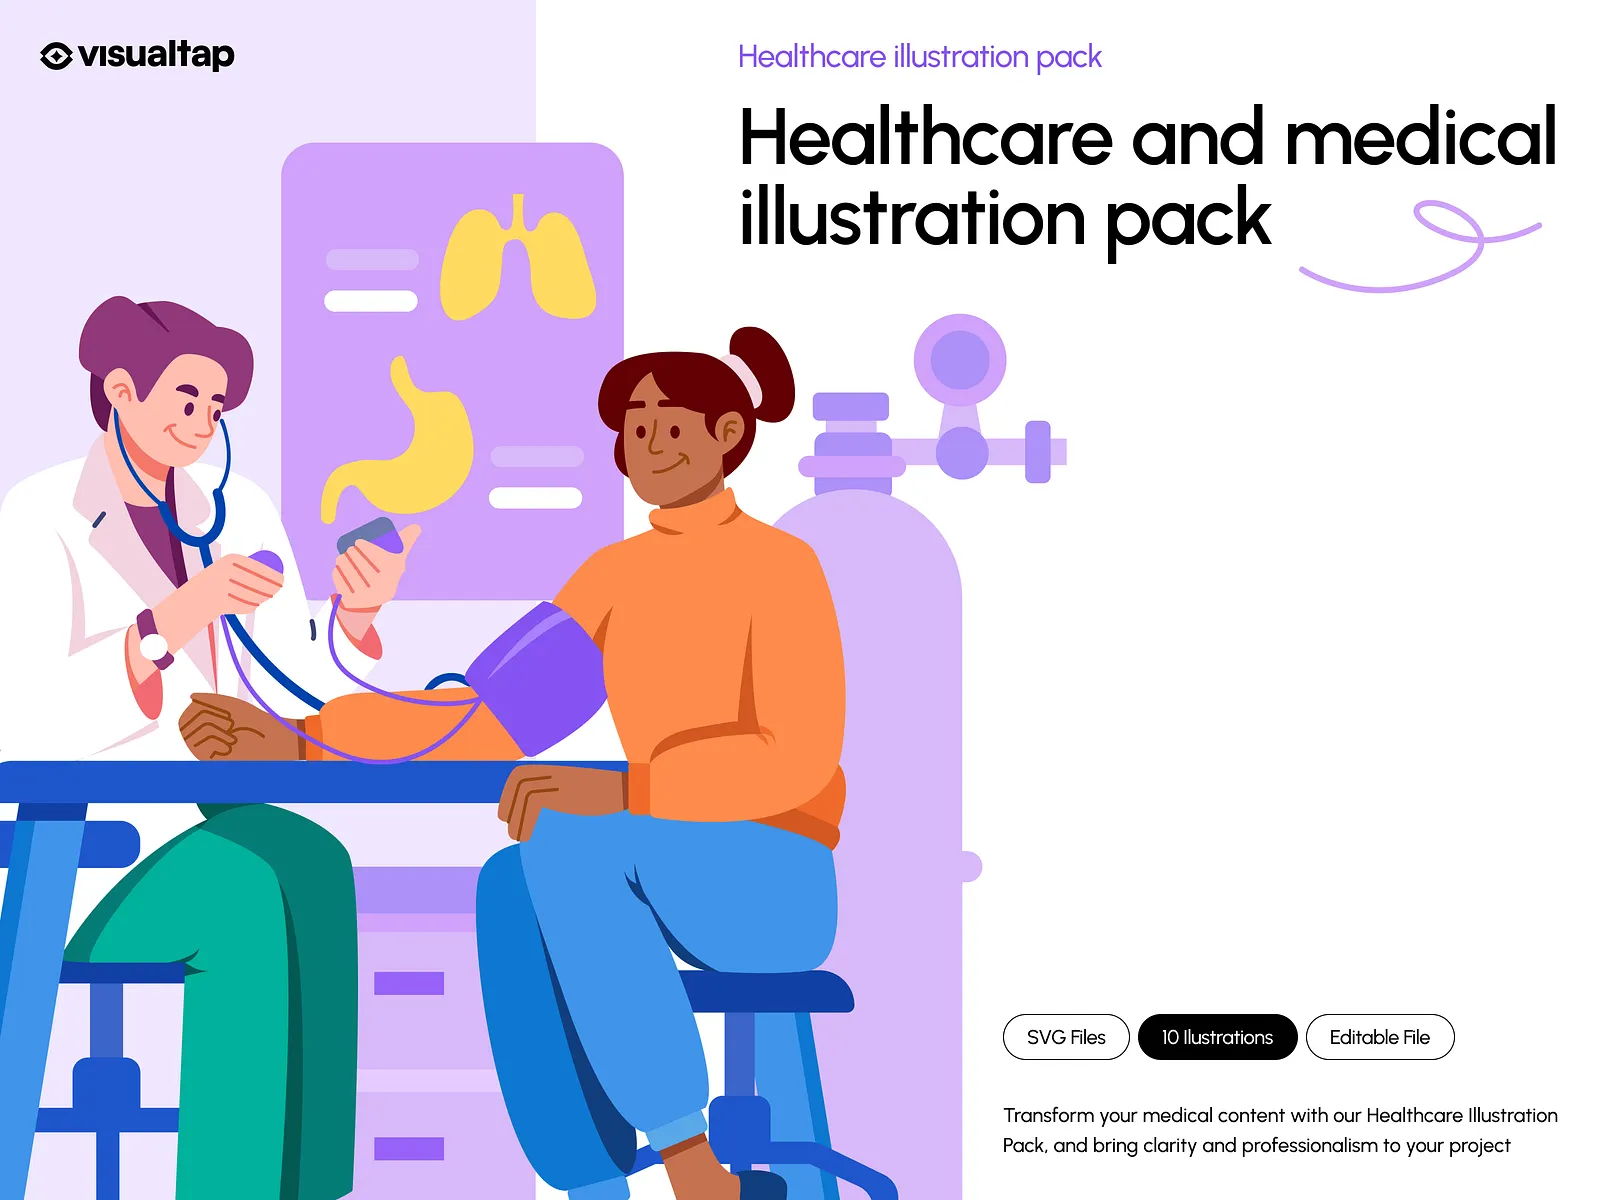 visualtap
Healthcare illustration pack
Healthcare and medical
illustration pack
SVG Files
10 Ilustrations
Editable File
Transform your medical content with our Healthcare Illustration
Pack, and bring clarity and professionalism to your project